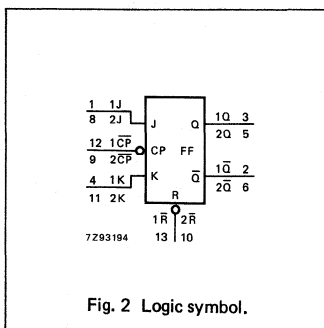 1 1J
8 2J
J Q
1Q 3
2Q 5
12 1C̅P̅
9 2C̅P̅
CP FF
4 1K
11 2K
K Q̅
1Q̅ 2
2Q̅ 6
R
1R̅ 2R̅
13 10
7Z93194
Fig. 2 Logic symbol.